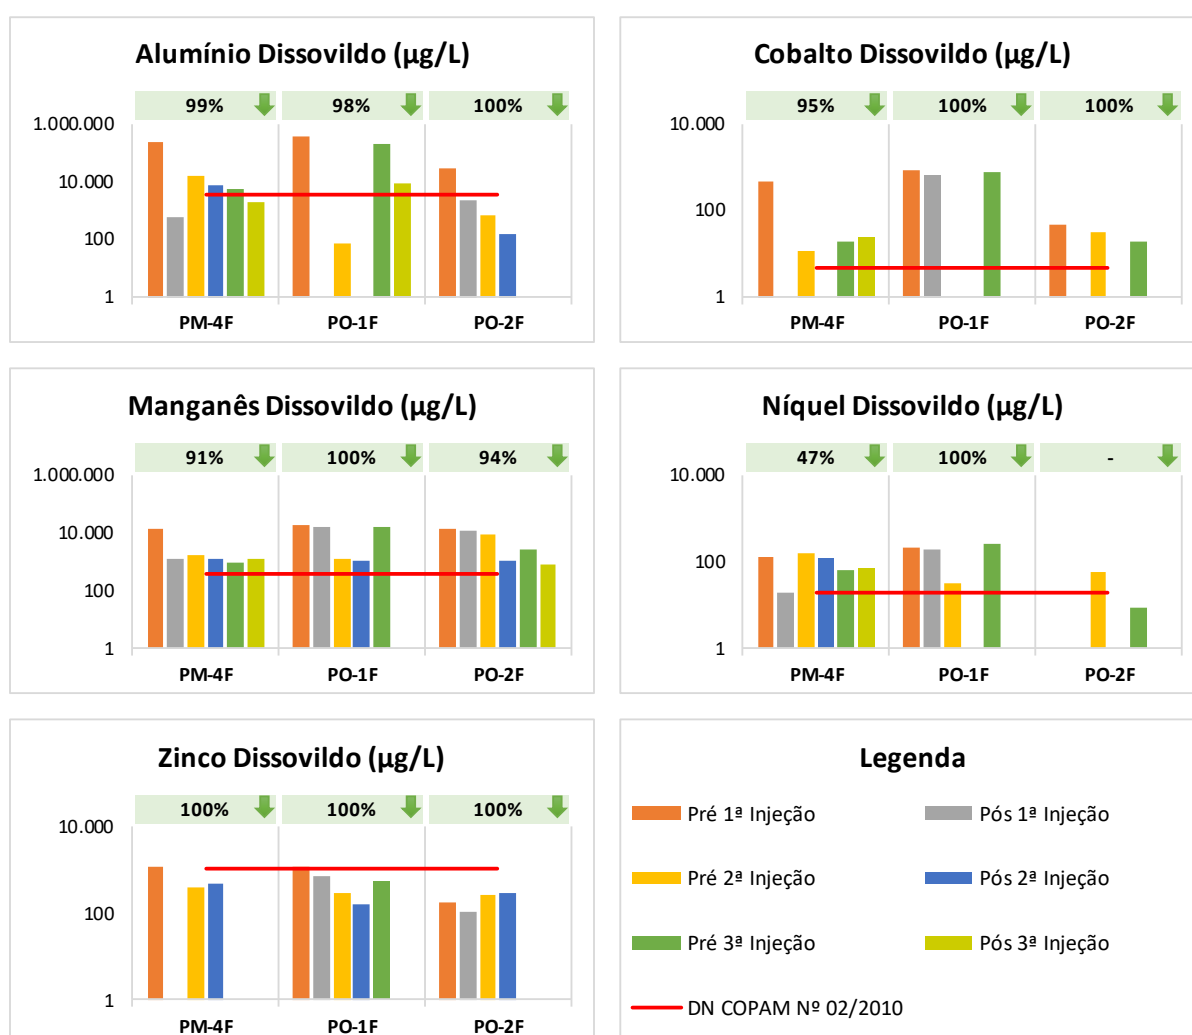 Alumínio Dissovildo (µg/L)
99% 98% 100%
1.000.000
10.000
100
1
PM-4F PO-1F PO-2F
Cobalto Dissovildo (µg/L)
95% 100% 100%
10.000
100
1
PM-4F PO-1F PO-2F
Manganês Dissovildo (µg/L)
91% 100% 94%
1.000.000
10.000
100
1
PM-4F PO-1F PO-2F
Níquel Dissovildo (µg/L)
47% 100% -
10.000
100
1
PM-4F PO-1F PO-2F
Zinco Dissovildo (µg/L)
100% 100% 100%
10.000
100
1
PM-4F PO-1F PO-2F
Legenda
Pré 1ª Injeção Pós 1ª Injeção
Pré 2ª Injeção Pós 2ª Injeção
Pré 3ª Injeção Pós 3ª Injeção
DN COPAM Nº 02/2010